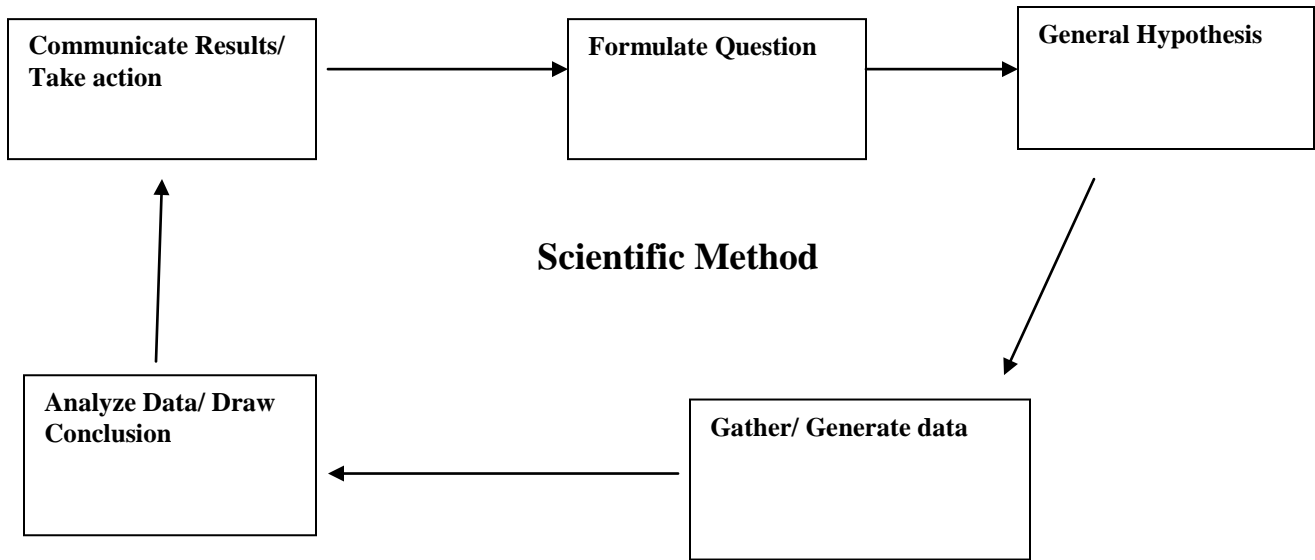 Communicate Results/
Take action
Formulate Question
General Hypothesis
Scientific Method
Analyze Data/ Draw
Conclusion
Gather/ Generate data